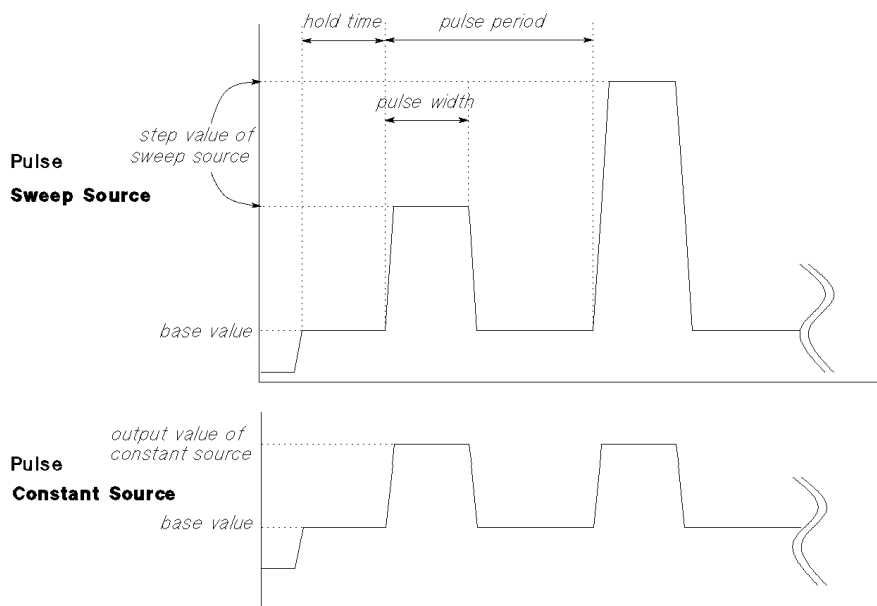 hold time
pulse period
pulse width
step value of
sweep source
Pulse
Sweep Source
base value
output value of
constant source
Pulse
Constant Source
base value